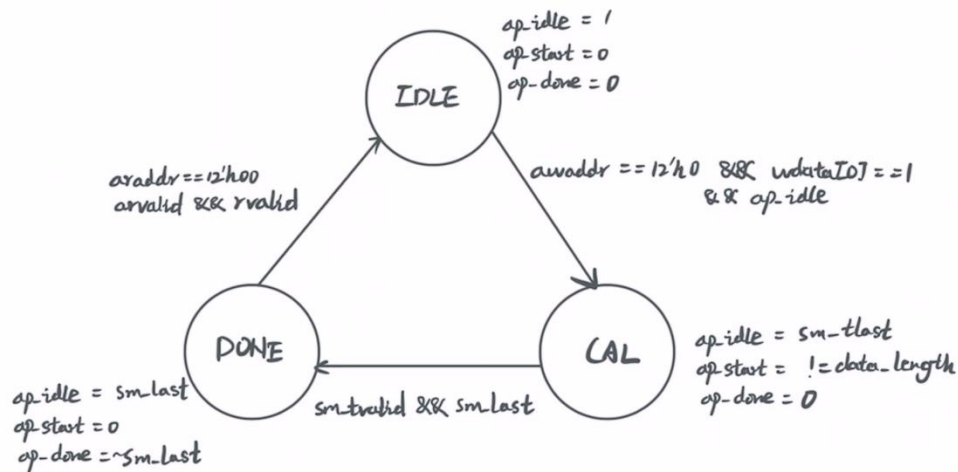 ap_idle = 1
ap_start = 0
ap_done = 0
IDLE
araddr==12'h00
arvalid && rvalid
awaddr == 12'h0 && wdata[0] ==1
&& ap_idle
DONE
CAL
ap_idle = sm_tlast
ap_start = != data_length
ap_done = 0
sm_tvalid && sm_last
ap_idle = sm_last
ap_start = 0
ap_done = ~sm_last